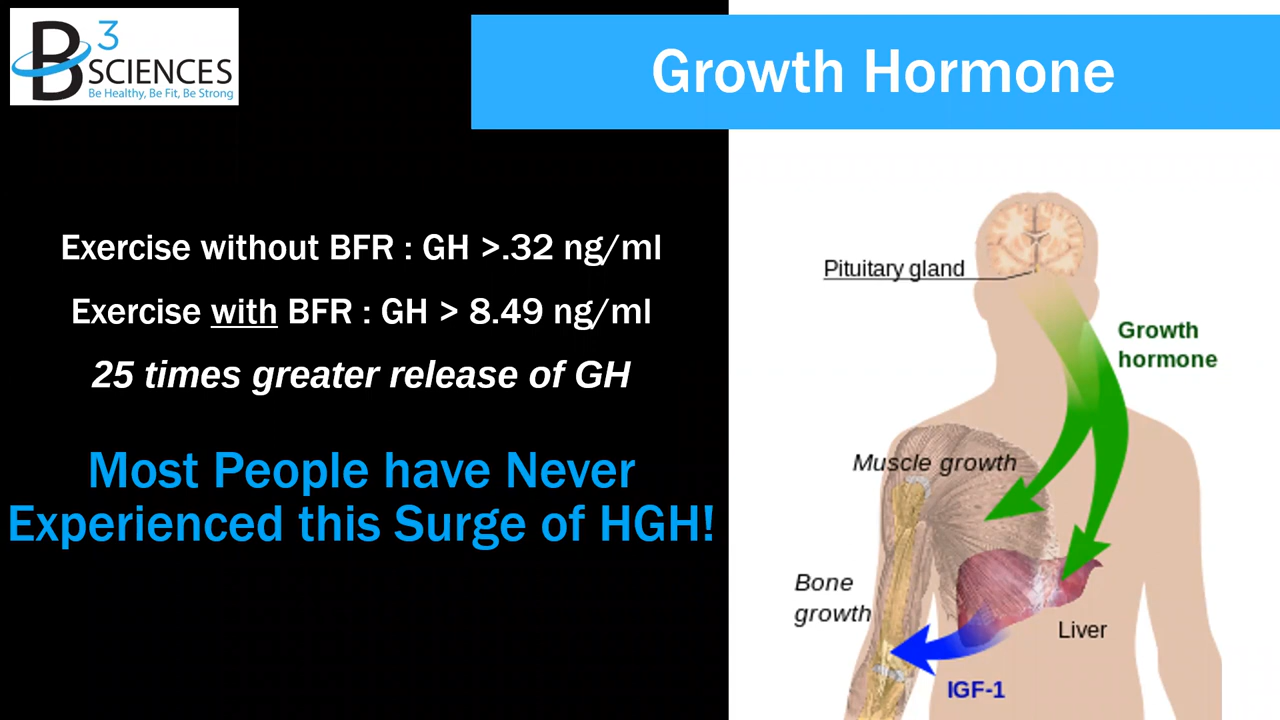 B3
SCIENCES
Be Healthy, Be Fit, Be Strong
Growth Hormone
Exercise without BFR : GH >.32 ng/ml
Exercise with BFR : GH > 8.49 ng/ml
25 times greater release of GH
Most People have Never
Experienced this Surge of HGH!
Pituitary gland
Growth
hormone
Muscle growth
Bone
growth
Liver
IGF-1